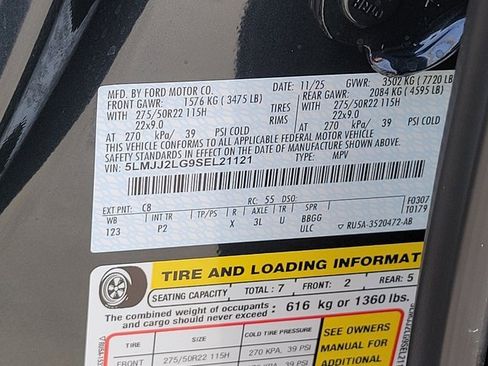 MFD. BY FORD MOTOR CO. 11/25 GVWR: 3502 KG (7720 LB)
FRONT GAWR: 1576 KG (3475 LB) REAR GAWR: 2084 KG (4595 LB)
WITH 275/50R22 115H TIRES WITH 275/50R22 115H
22x9.0 RIMS 22x9.0
AT 270 kPa/ 39 PSI COLD AT 270 kPa/ 39 PSI COLD
THIS VEHICLE CONFORMS TO ALL APPLICABLE FEDERAL MOTOR VEHICLE
IN EFFECT ON THE DATE OF MANUFACTURE SHOWN ABOVE.
VIN: 5LMJJ2LG9SEL21121 TYPE: MPV
EXT PNT: C8 RC: 55 DSO: F0307
WB INT TR TP/PS R AXLE TR SPR T0179
123 P2 X 3L U BBGG
ULC RU5A-3520472-AB
TIRE AND LOADING INFORMAT
SEATING CAPACITY TOTAL: 7 FRONT: 2 REAR: 5
The combined weight of occupants and cargo should never exceed : 616 kg or 1360 lbs.
TIRE SIZE COLD TIRE PRESSURE
FRONT 275/50R22 115H 270 KPA, 39 PSI
SEE OWNERS
MANUAL FOR
ADDITIONAL